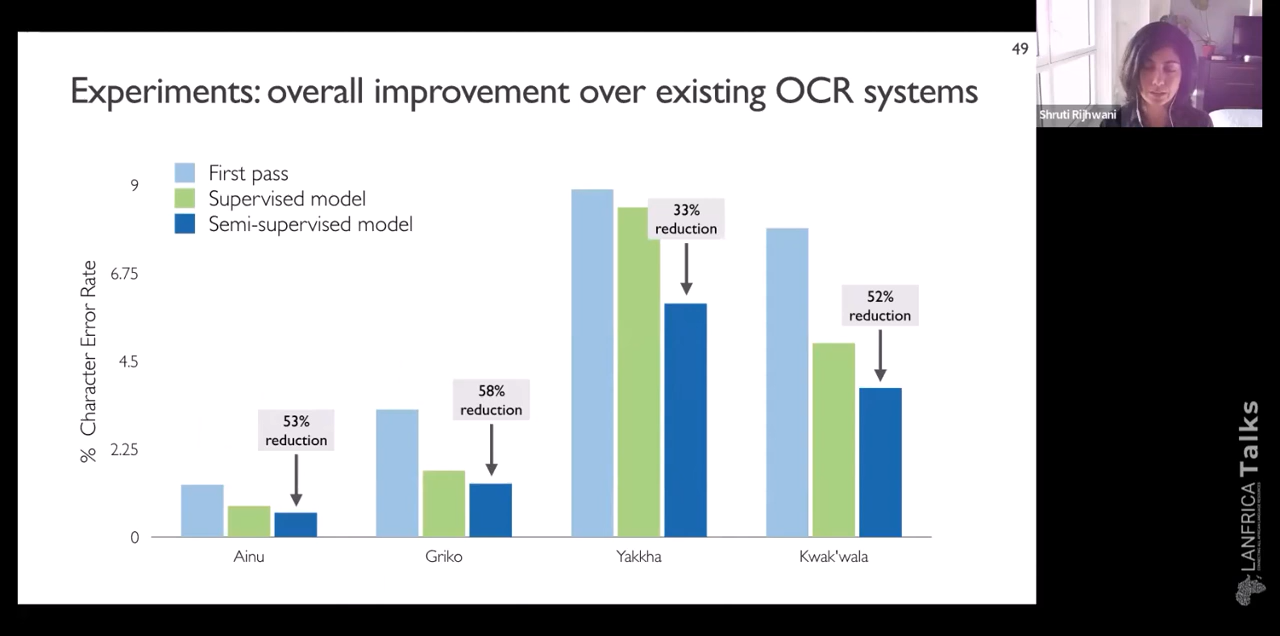 49
Experiments: overall improvement over existing OCR systems
Shruti Rijhwani
First pass
Supervised model
Semi-supervised model
% Character Error Rate
9
6.75
4.5
2.25
0
53%
reduction
58%
reduction
33%
reduction
52%
reduction
Ainu
Griko
Yakkha
Kwak'wala
LANFRICA Talks